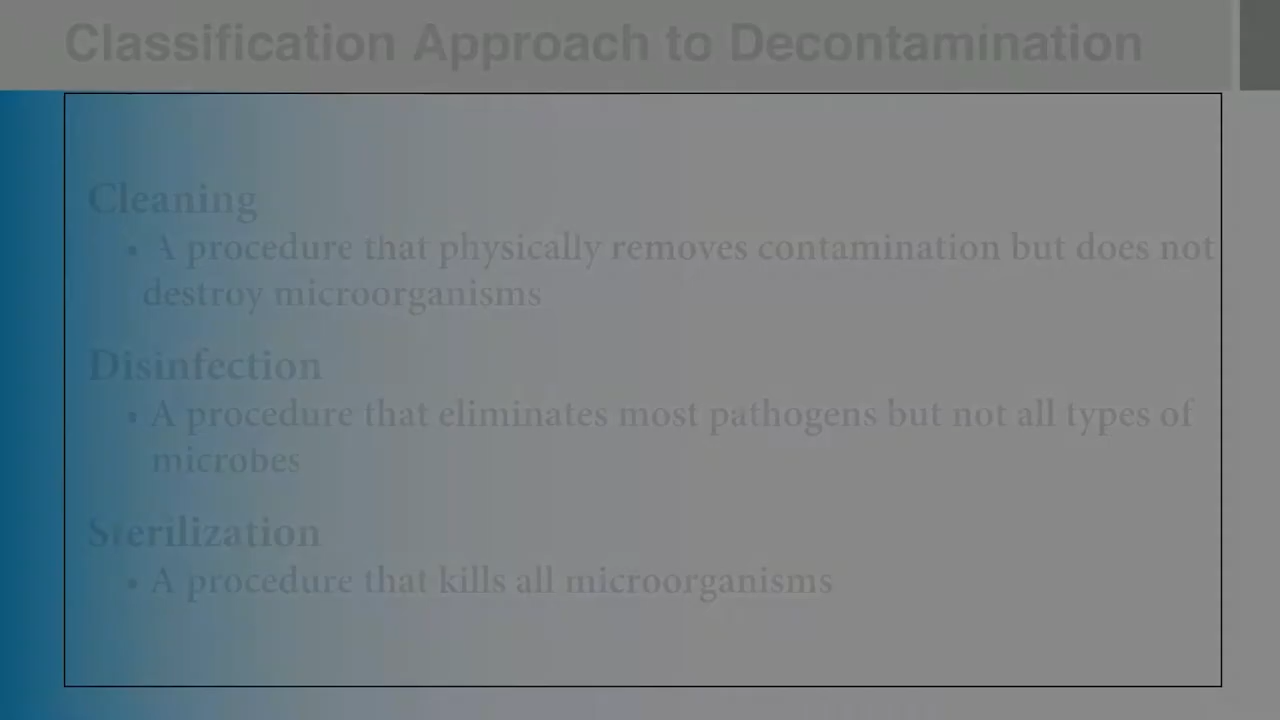 Classification Approach to Decontamination
Cleaning
• A procedure that physically removes contamination but does not
destroy microorganisms
Disinfection
• A procedure that eliminates most pathogens but not all types of
microbes
Sterilization
• A procedure that kills all microorganisms